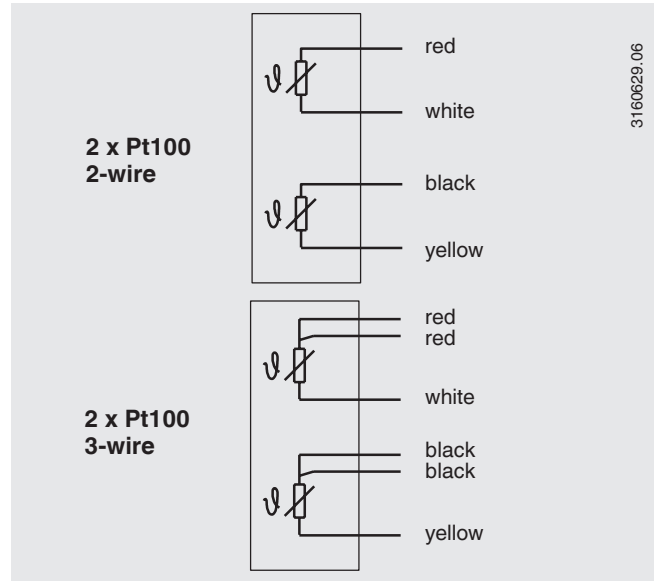 red
white
2 x Pt100
2-wire
black
yellow
red
red
white
2 x Pt100
3-wire
black
black
yellow
ϑ
ϑ
ϑ
ϑ
3160629.06